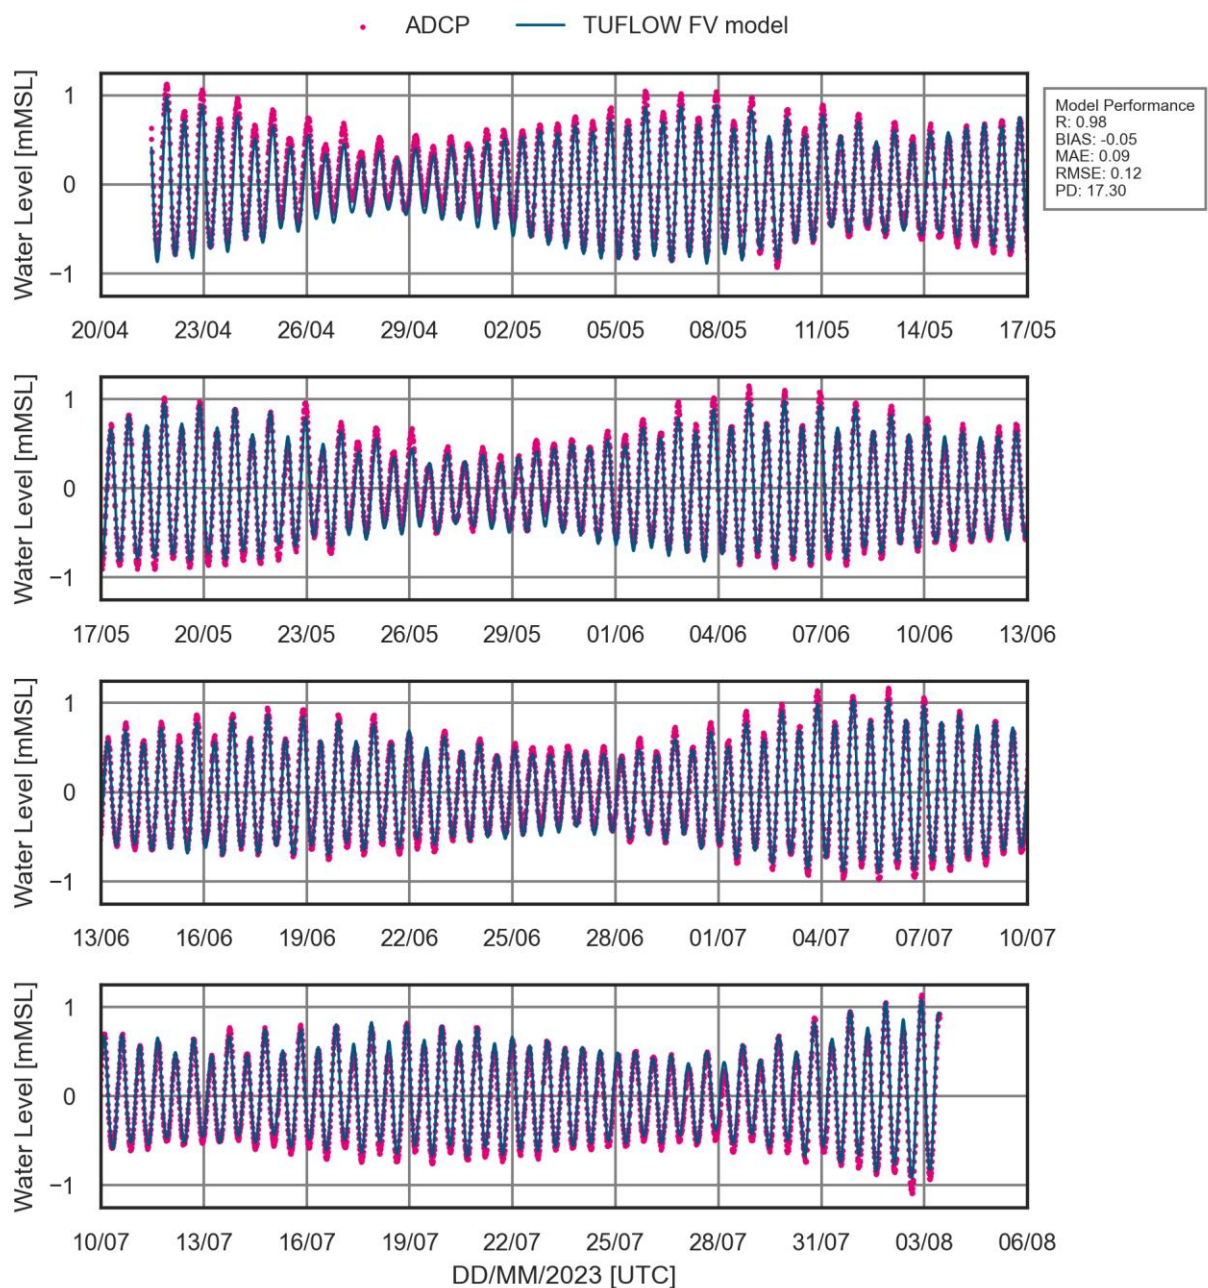 ADCP TUFLOW FV model
Water Level [mMSL]
1
0
−1
20/04 23/04 26/04 29/04 02/05 05/05 08/05 11/05 14/05 17/05
Model Performance
R: 0.98
BIAS: -0.05
MAE: 0.09
RMSE: 0.12
PD: 17.30
Water Level [mMSL]
1
0
−1
17/05 20/05 23/05 26/05 29/05 01/06 04/06 07/06 10/06 13/06
Water Level [mMSL]
1
0
−1
13/06 16/06 19/06 22/06 25/06 28/06 01/07 04/07 07/07 10/07
Water Level [mMSL]
1
0
−1
10/07 13/07 16/07 19/07 22/07 25/07 28/07 31/07 03/08 06/08
DD/MM/2023 [UTC]